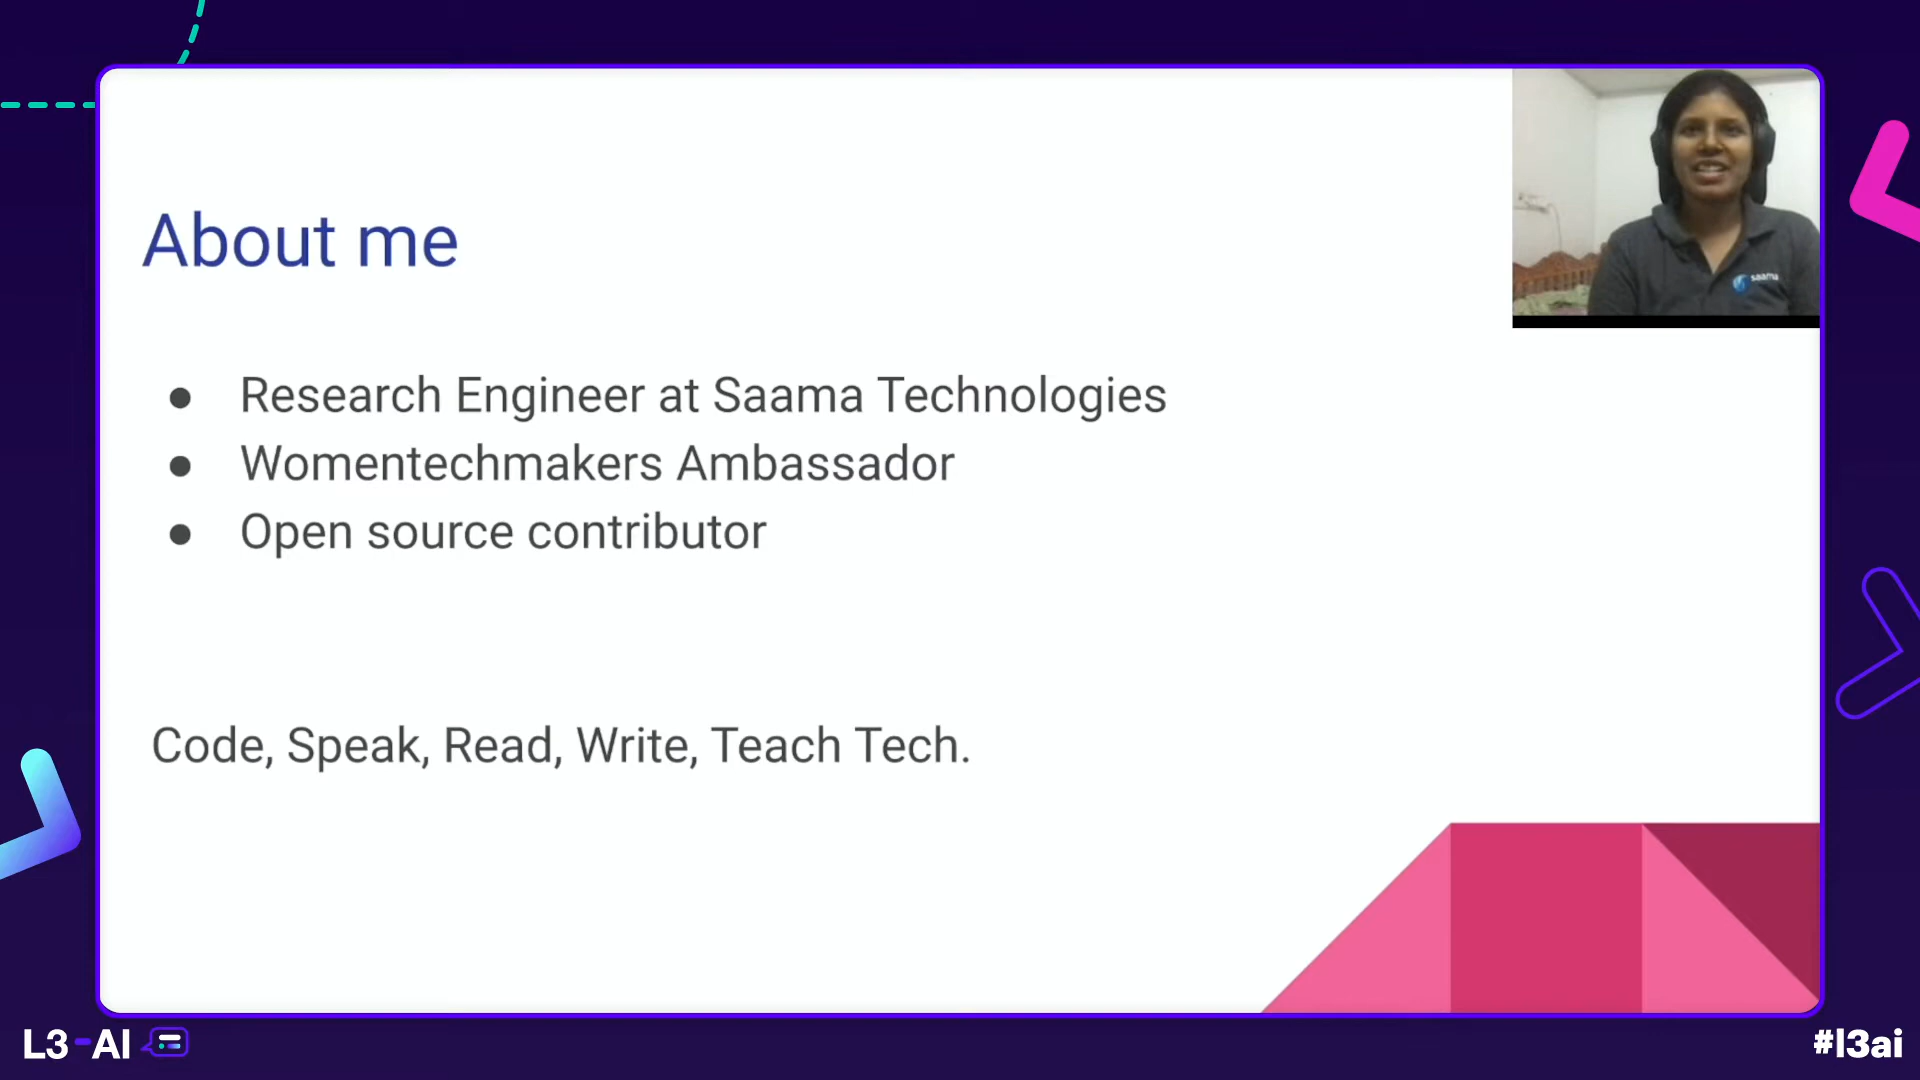 About me
saama
Research Engineer at Saama Technologies
Womentechmakers Ambassador
Open source contributor
Code, Speak, Read, Write, Teach Tech.
L3-AI
#l3ai